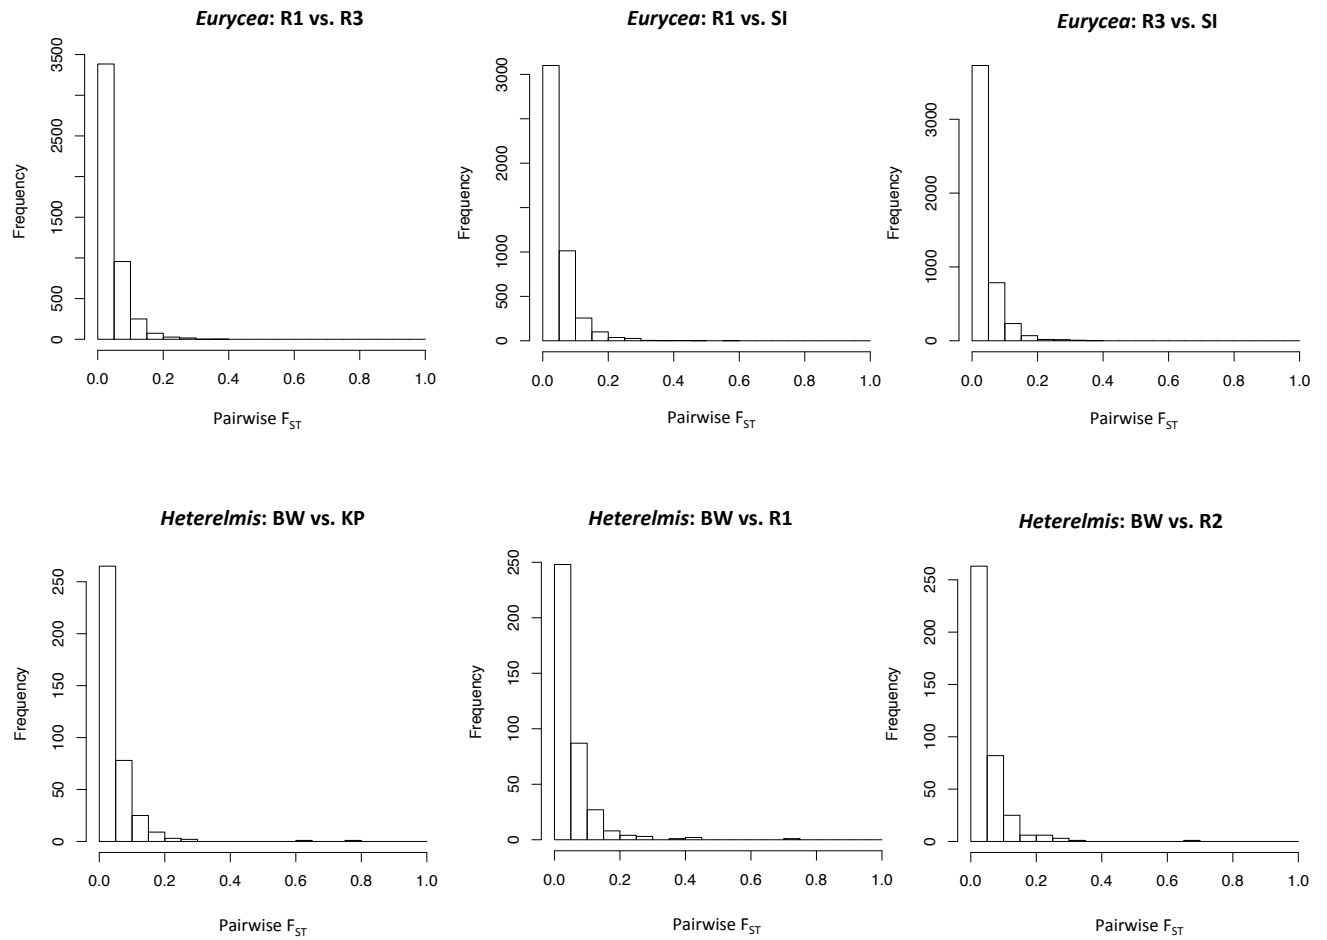 Eurycea: R1 vs. R3
3500
2500
1500
500
0
Frequency
0.0 0.2 0.4 0.6 0.8 1.0
Pairwise FST
Eurycea: R1 vs. SI
3000
2000
1000
500
0
Frequency
0.0 0.2 0.4 0.6 0.8 1.0
Pairwise FST
Eurycea: R3 vs. SI
3000
2000
1000
0
Frequency
0.0 0.2 0.4 0.6 0.8 1.0
Pairwise FST
Heterelmis: BW vs. KP
250
200
150
100
50
0
Frequency
0.0 0.2 0.4 0.6 0.8 1.0
Pairwise FST
Heterelmis: BW vs. R1
250
200
150
100
50
0
Frequency
0.0 0.2 0.4 0.6 0.8 1.0
Pairwise FST
Heterelmis: BW vs. R2
250
200
150
100
50
0
Frequency
0.0 0.2 0.4 0.6 0.8 1.0
Pairwise FST